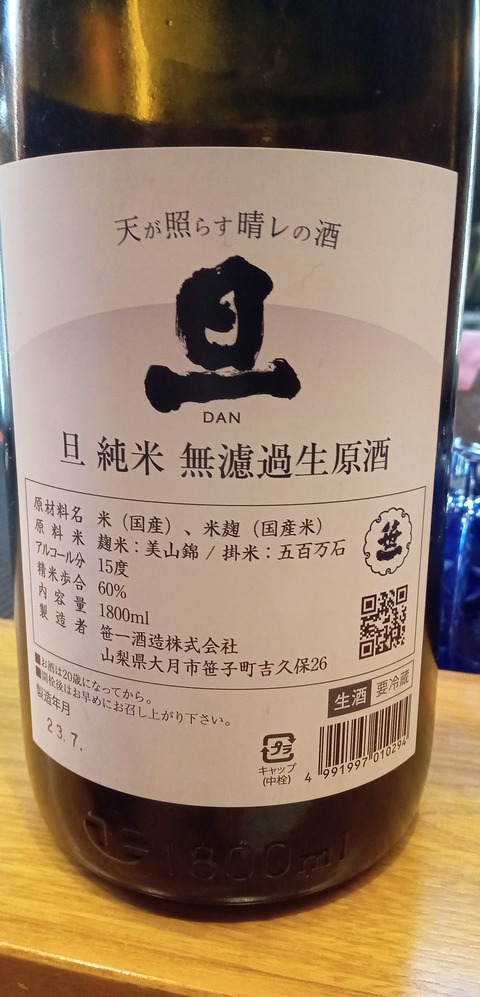 天が照らす晴レの酒
旦
DAN
旦 純米 無濾過生原酒
原材料名 米（国産）、米麹（国産米）
原料米 麹米：美山錦 / 掛米：五百万石
アルコール分 15度
精米歩合 60%
内容量 1800ml
製造者 笹一酒造株式会社
山梨県大月市笹子町吉久保26
笹
■お酒は20歳になってから。
■開栓後はお早めにお召し上がり下さい。
製造年月
23.7.
生酒 要冷蔵
プラ
キャップ
(中栓)
4 991997 010294
1800ml